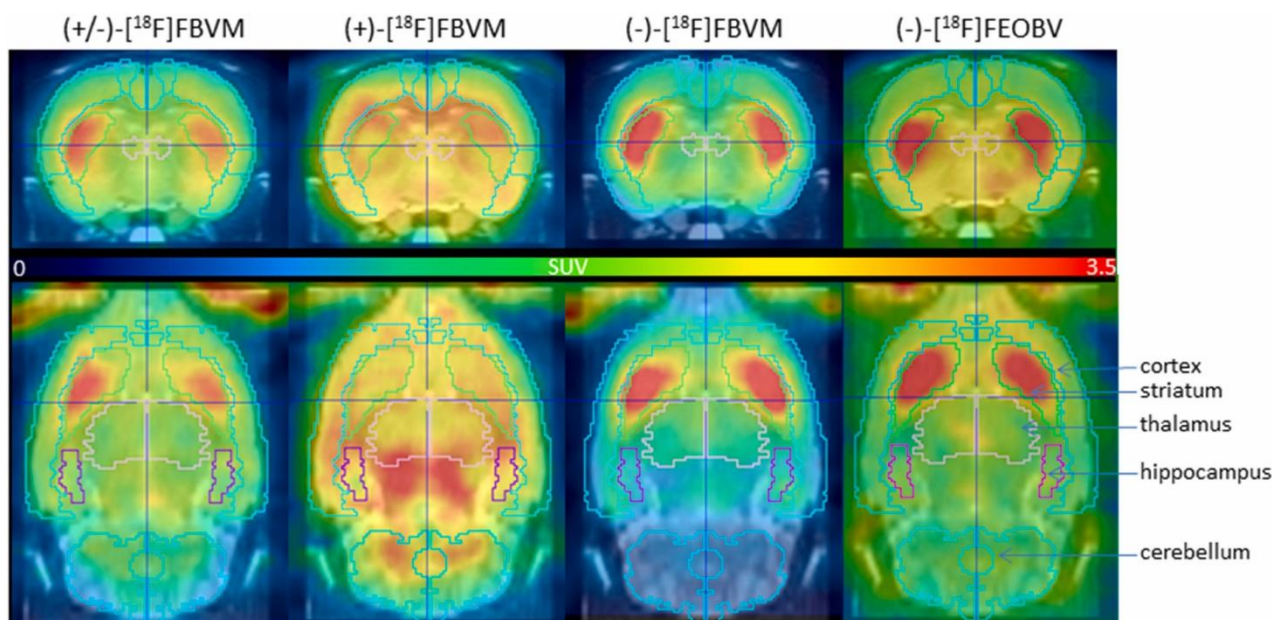 (+/-)-[¹⁸F]FBVM (+)-[¹⁸F]FBVM (-)-[¹⁸F]FBVM (-)-[¹⁸F]FEOBV
0 SUV 3.5
cortex
striatum
thalamus
hippocampus
cerebellum